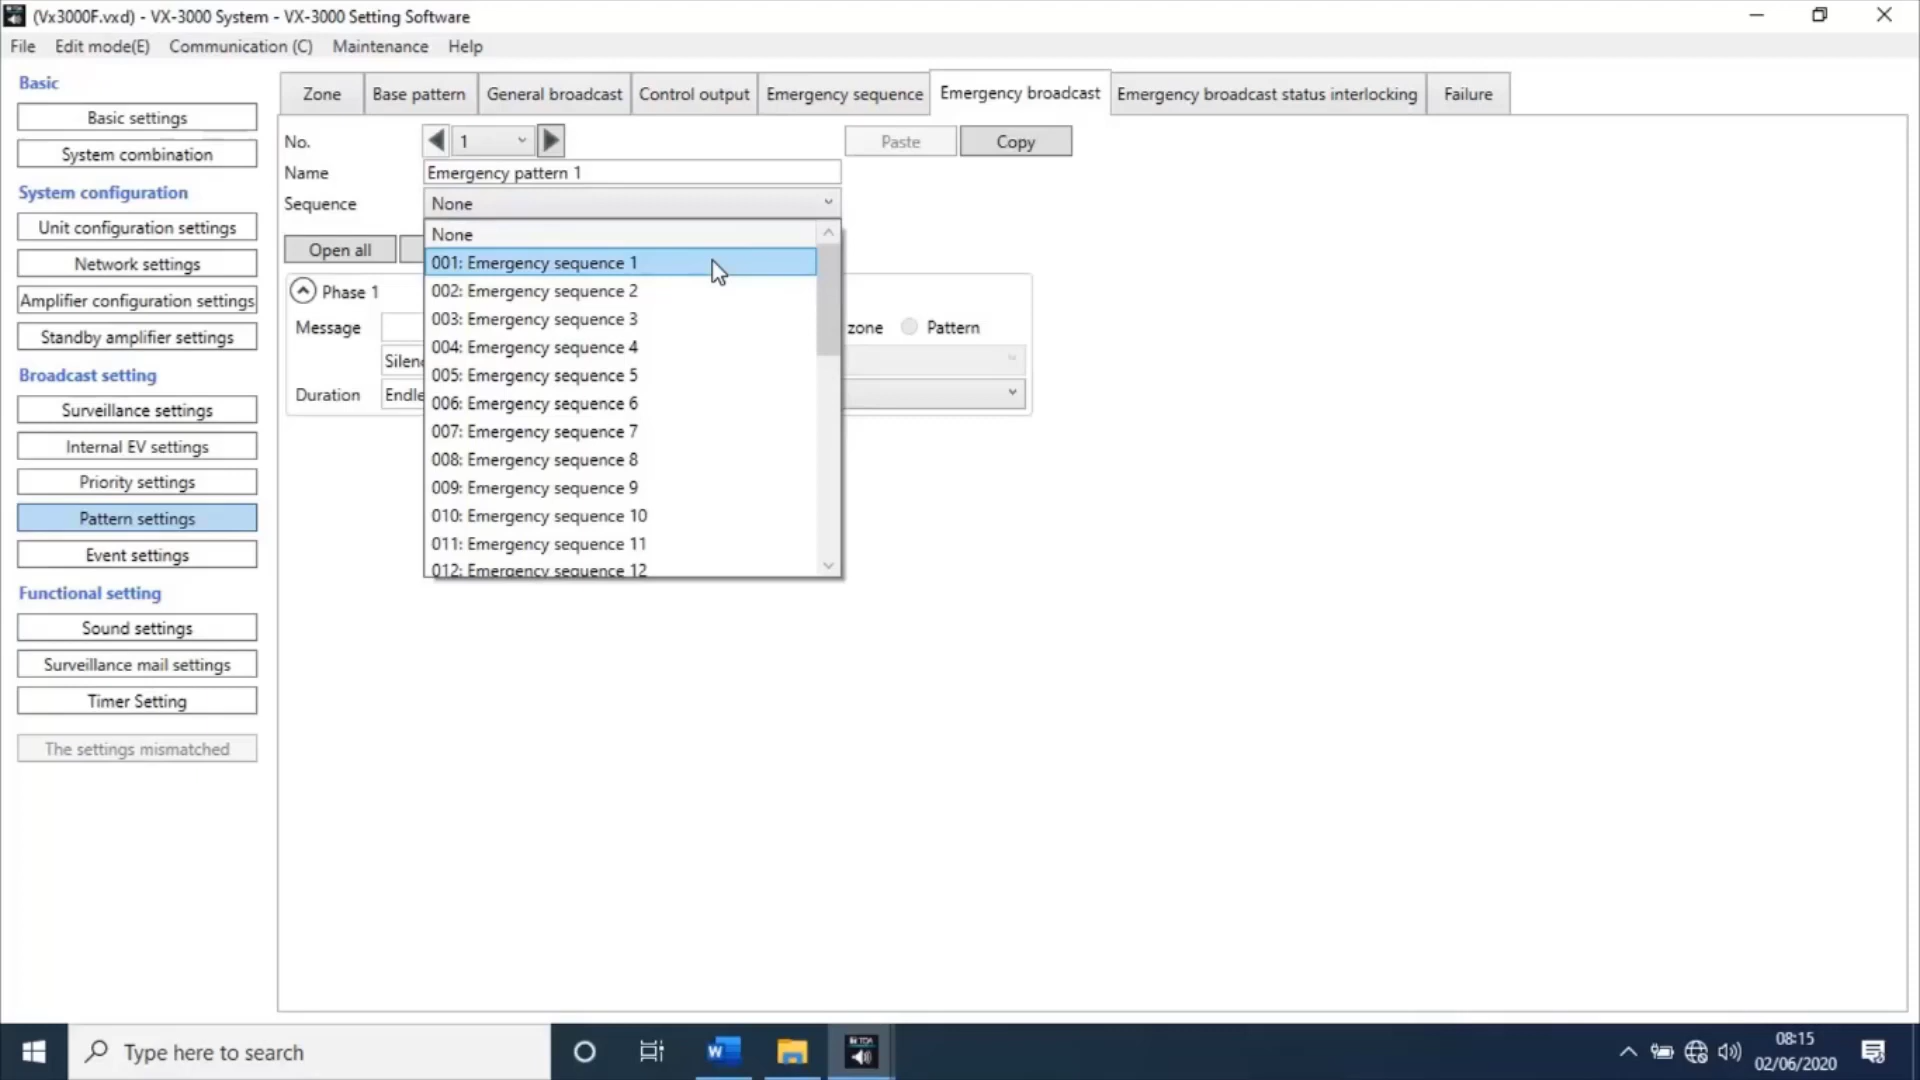 (Vx3000F.vxd) - VX-3000 System - VX-3000 Setting Software
File Edit mode(E) Communication (C) Maintenance Help
Basic
Basic settings
System combination
System configuration
Unit configuration settings
Network settings
Amplifier configuration settings
Standby amplifier settings
Broadcast setting
Surveillance settings
Internal EV settings
Priority settings
Pattern settings
Event settings
Functional setting
Sound settings
Surveillance mail settings
Timer Setting
The settings mismatched
Zone Base pattern General broadcast Control output Emergency sequence Emergency broadcast Emergency broadcast status interlocking Failure
No. 1 Paste Copy
Name Emergency pattern 1
Sequence None
None
001: Emergency sequence 1
002: Emergency sequence 2
003: Emergency sequence 3
004: Emergency sequence 4
005: Emergency sequence 5
006: Emergency sequence 6
007: Emergency sequence 7
008: Emergency sequence 8
009: Emergency sequence 9
010: Emergency sequence 10
011: Emergency sequence 11
012: Emergency sequence 12
Open all
Phase 1
Message zone Pattern
Silenc
Duration Endle
Type here to search
TOA
08:15
02/06/2020